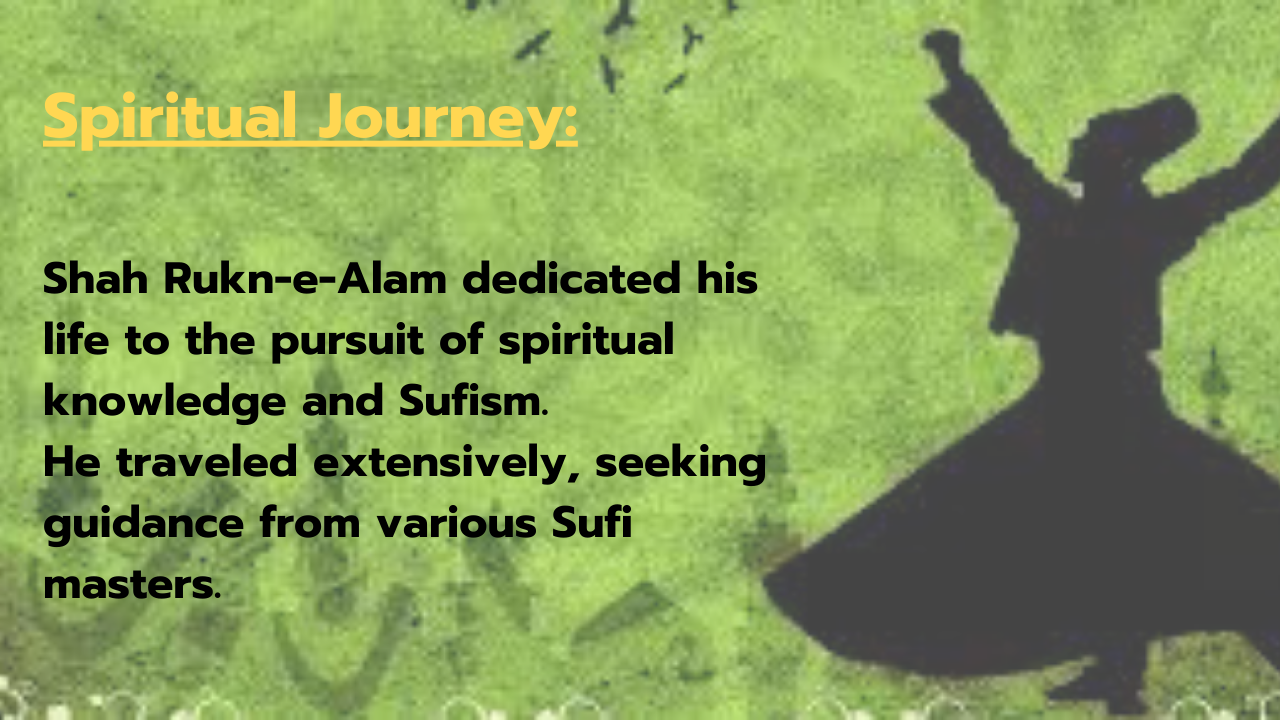 Spiritual Journey:
Shah Rukn-e-Alam dedicated his
life to the pursuit of spiritual
knowledge and Sufism.
He traveled extensively, seeking
guidance from various Sufi
masters.